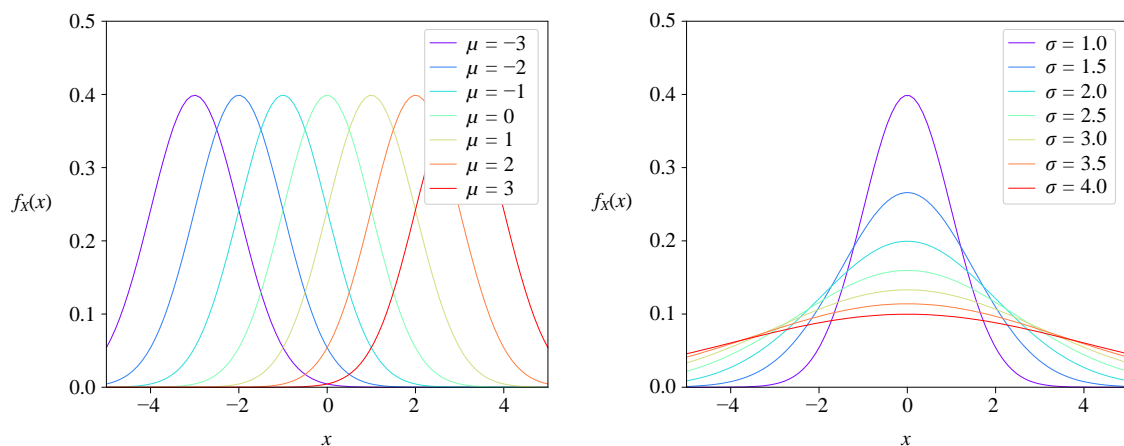 0.5
0.4
0.3
0.2
0.1
0.0
f_X(x)
−4
−2
0
2
4
x
μ = −3
μ = −2
μ = −1
μ = 0
μ = 1
μ = 2
μ = 3
0.5
0.4
0.3
0.2
0.1
0.0
f_X(x)
−4
−2
0
2
4
x
σ = 1.0
σ = 1.5
σ = 2.0
σ = 2.5
σ = 3.0
σ = 3.5
σ = 4.0